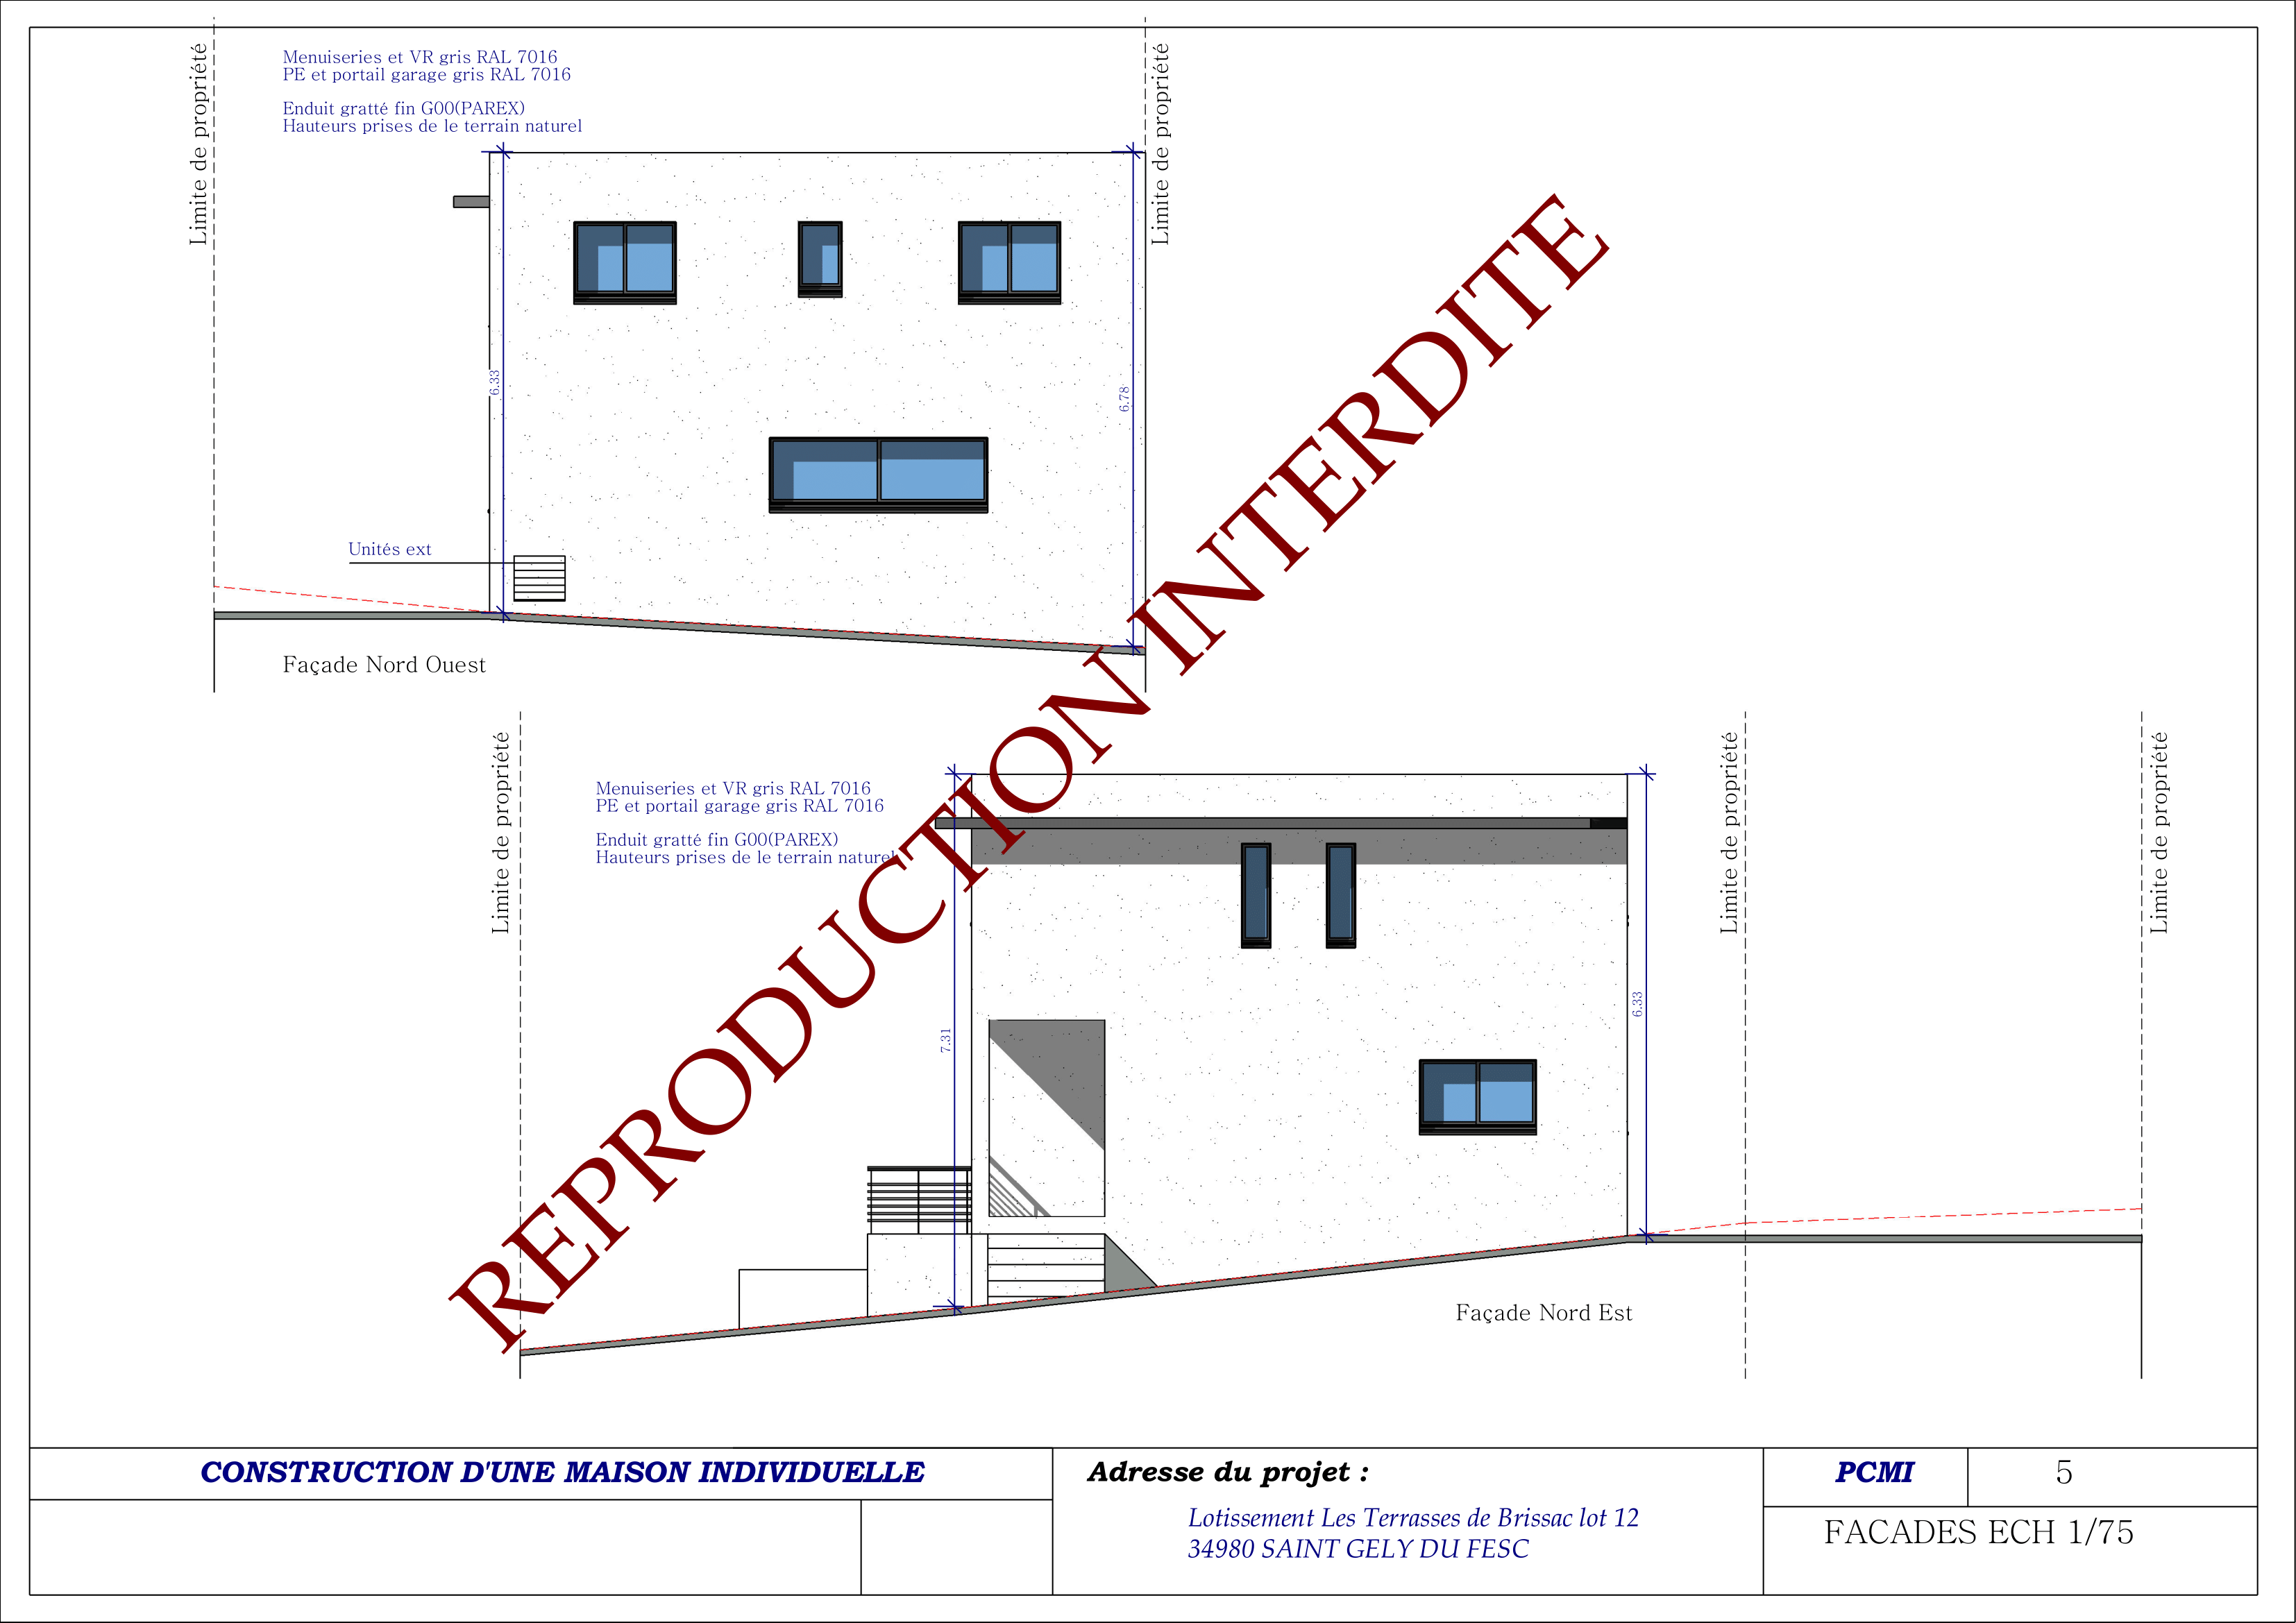 Limite de propriété
Menuiseries et VR gris RAL 7016
PE et portail garage gris RAL 7016
Enduit gratté fin G00(PAREX)
Hauteurs prises de le terrain naturel
Limite de propriété
6.33
6.78
Unités ext
Façade Nord Ouest
REPRODUCTION INTERDITE
Limite de propriété
Menuiseries et VR gris RAL 7016
PE et portail garage gris RAL 7016
Enduit gratté fin G00(PAREX)
Hauteurs prises de le terrain naturel
Limite de propriété
Limite de propriété
7.31
6.33
Façade Nord Est
CONSTRUCTION D'UNE MAISON INDIVIDUELLE
Adresse du projet :
Lotissement Les Terrasses de Brissac lot 12
34980 SAINT GELY DU FESC
PCMI
5
FACADES ECH 1/75